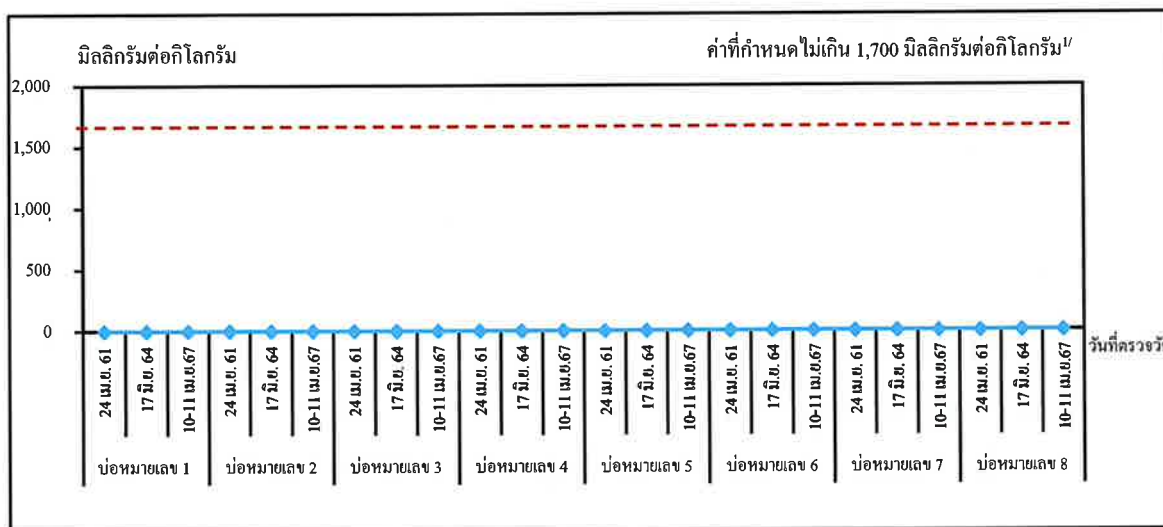 มิลลิกรัมต่อกิโลกรัม
ค่าที่กำหนดไม่เกิน 1,700 มิลลิกรัมต่อกิโลกรัม1/
2,000
1,500
1,000
500
0
24 เม.ย. 61 17 มิ.ย. 64 10-11 เม.ย.67 24 เม.ย. 61 17 มิ.ย. 64 10-11 เม.ย.67 24 เม.ย. 61 17 มิ.ย. 64 10-11 เม.ย.67 24 เม.ย. 61 17 มิ.ย. 64 10-11 เม.ย.67 24 เม.ย. 61 17 มิ.ย. 64 10-11 เม.ย.67 24 เม.ย. 61 17 มิ.ย. 64 10-11 เม.ย.67 24 เม.ย. 61 17 มิ.ย. 64 10-11 เม.ย.67 24 เม.ย. 61 17 มิ.ย. 64 10-11 เม.ย.67
วันที่ตรวจวั
บ่อหมายเลข 1 บ่อหมายเลข 2 บ่อหมายเลข 3 บ่อหมายเลข 4 บ่อหมายเลข 5 บ่อหมายเลข 6 บ่อหมายเลข 7 บ่อหมายเลข 8